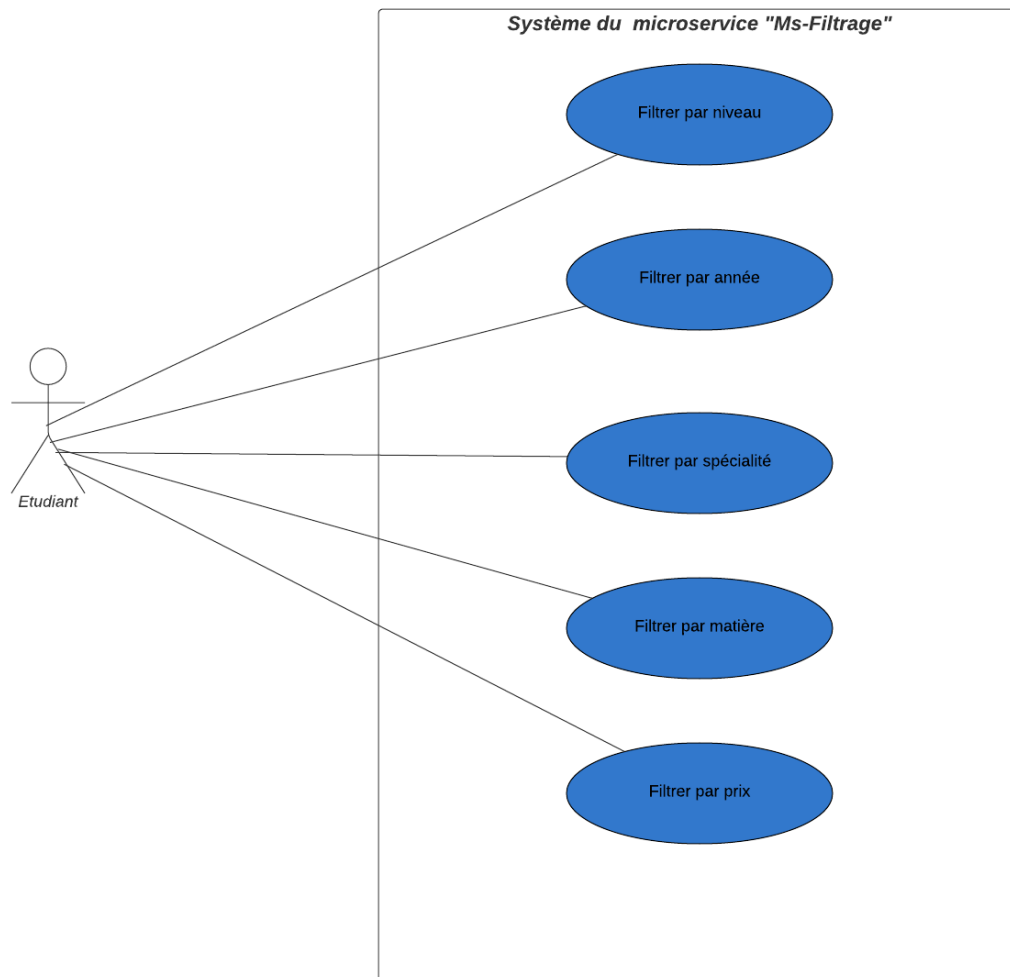 Système du microservice "Ms-Filtrage"
Filtrer par niveau
Filtrer par année
Filtrer par spécialité
Etudiant
Filtrer par matière
Filtrer par prix